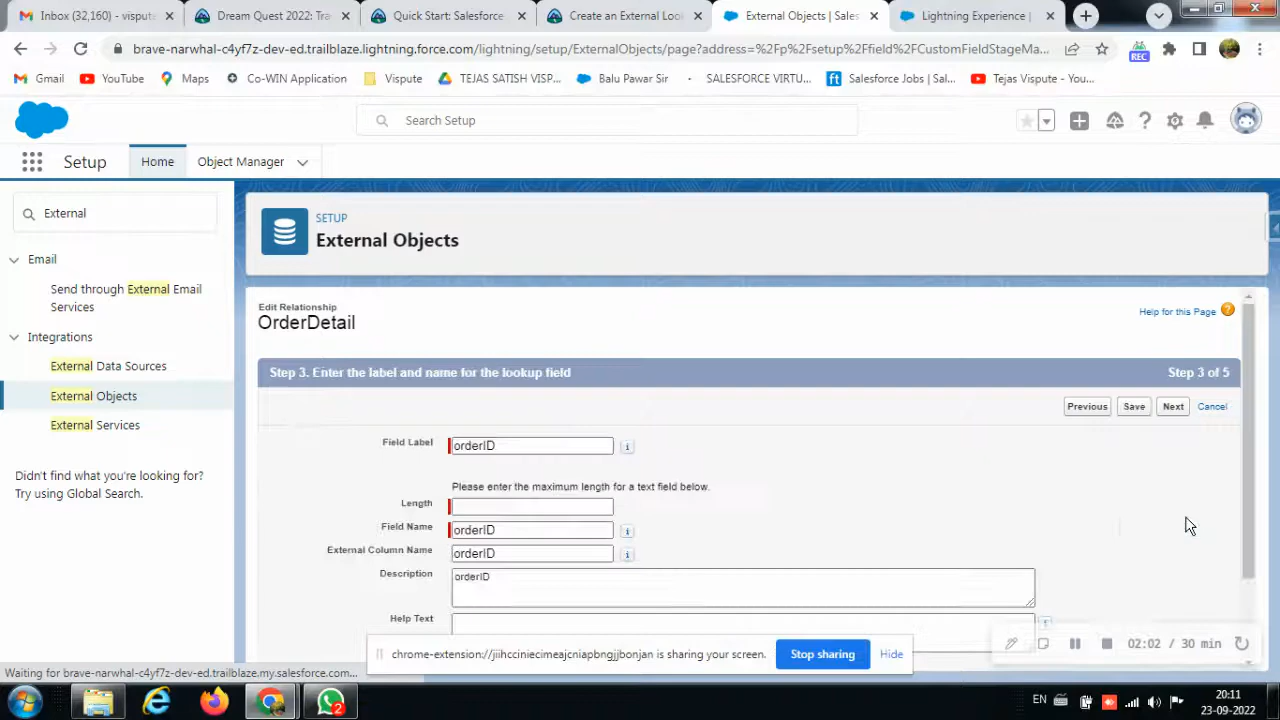 Inbox (32,160) - visputa
Dream Quest 2022: Tra
Quick Start: Salesforce
Create an External Loo
External Objects | Sales
Lightning Experience |
brave-narwhal-c4yf7z-dev-ed.trailblaze.lightning.force.com/lightning/setup/ExternalObjects/page?address=%2Fp%2Fsetup%2Ffield%2FCustomFieldStageMa...
REC
Gmail
YouTube
Maps
Co-WIN Application
Vispute
TEJAS SATISH VISP...
Balu Pawar Sir
SALESFORCE VIRTU...
Salesforce Jobs | Sal...
Tejas Vispute - You...
Search Setup
Setup
Home
Object Manager
External
SETUP
External Objects
Email
Send through External Email
Services
Integrations
External Data Sources
External Objects
External Services
Didn't find what you're looking for?
Try using Global Search.
Edit Relationship
OrderDetail
Help for this Page
Step 3. Enter the label and name for the lookup field
Step 3 of 5
Previous
Save
Next
Cancel
Field Label
orderID
Please enter the maximum length for a text field below.
Length
Field Name
orderID
External Column Name
orderID
Description
orderID
Help Text
chrome-extension://jiihcciniecimeajcniapbngjjbonjan is sharing your screen.
Stop sharing
Hide
02:02 / 30 min
Waiting for brave-narwhal-c4yf7z-dev-ed.trailblaze.my.salesforce.com...
2
EN
20:11
23-09-2022